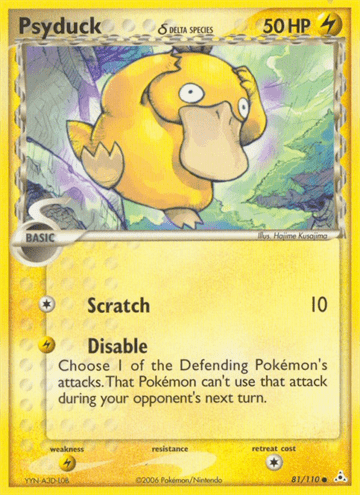 Psyduck δ DELTA SPECIES 50 HP
BASIC
Illus. Hajime Kusajima
Scratch 10
Disable
Choose 1 of the Defending Pokémon's
attacks. That Pokémon can't use that attack
during your opponent's next turn.
weakness resistance retreat cost
YYN-A3D-L08 ©2006 Pokémon/Nintendo 81/110